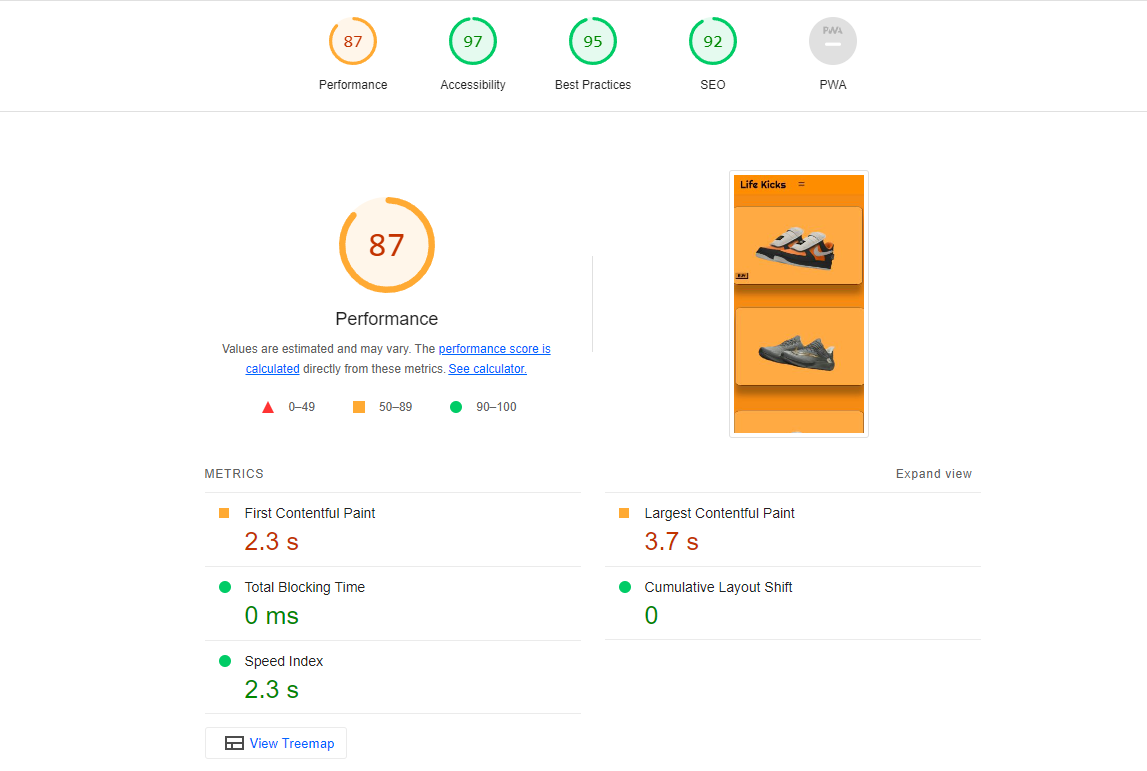 87 97 95 92 PWA
Performance Accessibility Best Practices SEO PWA
87
Performance
Values are estimated and may vary. The performance score is
calculated directly from these metrics. See calculator.
0–49 50–89 90–100
Life Kicks
METRICS
Expand view
First Contentful Paint
2.3 s
Largest Contentful Paint
3.7 s
Total Blocking Time
0 ms
Cumulative Layout Shift
0
Speed Index
2.3 s
View Treemap